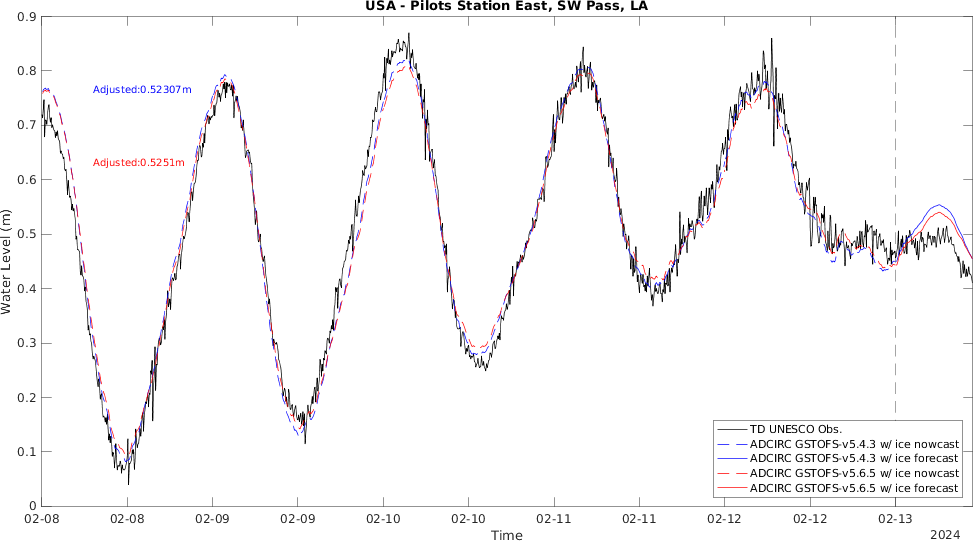 USA - Pilots Station East, SW Pass, LA
0.9
0.8
0.7
0.6
0.5
0.4
0.3
0.2
0.1
0
Water Level (m)
Adjusted:0.52307m
Adjusted:0.5251m
TD UNESCO Obs.
ADCIRC GSTOFS-v5.4.3 w/ ice nowcast
ADCIRC GSTOFS-v5.4.3 w/ ice forecast
ADCIRC GSTOFS-v5.6.5 w/ ice nowcast
ADCIRC GSTOFS-v5.6.5 w/ ice forecast
02-08 02-08 02-09 02-09 02-10 02-10 02-11 02-11 02-12 02-12 02-13
Time
2024